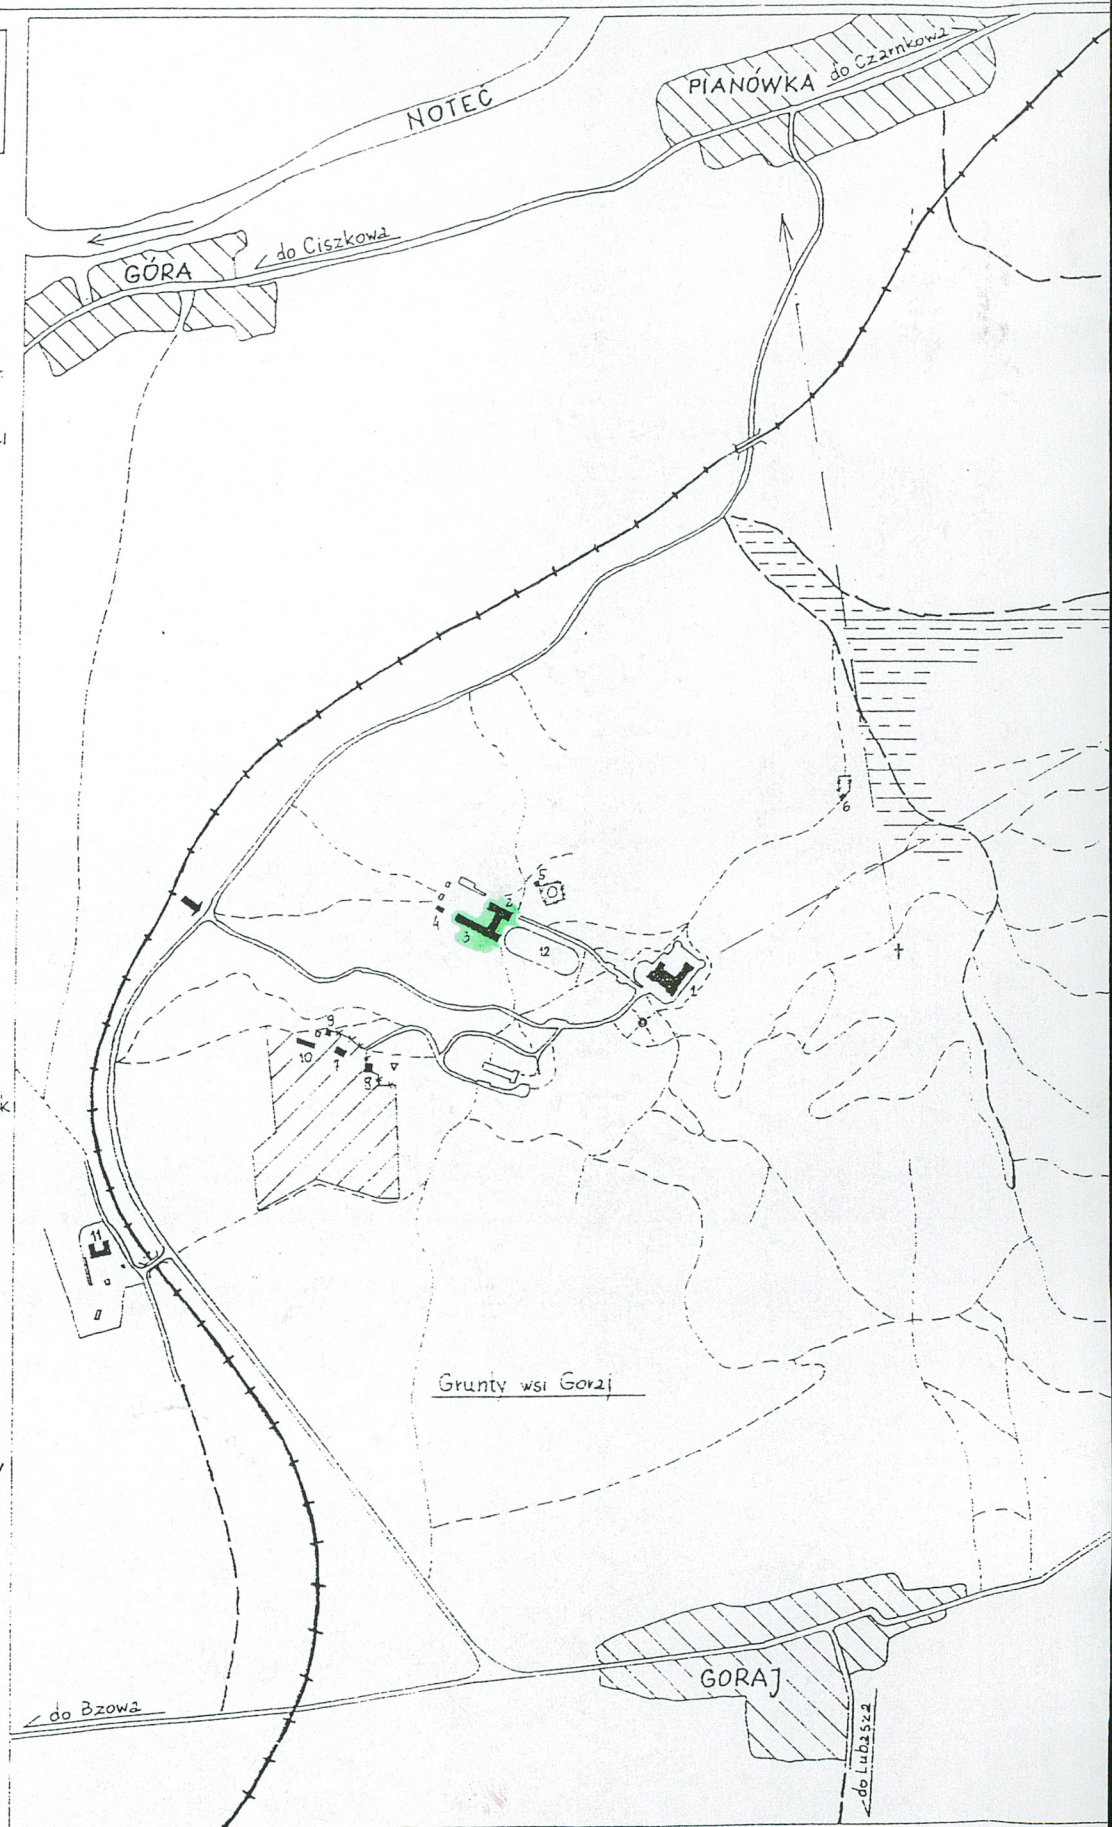 do Czarnkowa
PIANÓWKA
NOTEĆ
do Ciszkowa
GÓRA
6
5
2
4
3
12
1
9
10
7
8
11
Grunty wsi Goraj
GORAJ
do Bzowa
do Lubasza